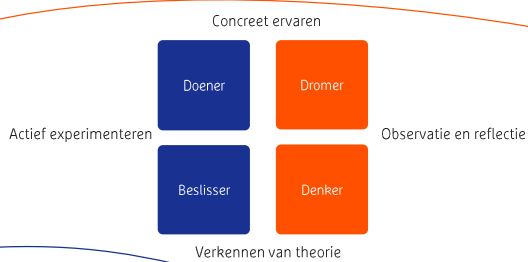 Concreet ervaren
Doener
Dromer
Actief experimenteren
Observatie en reflectie
Beslisser
Denker
Verkennen van theorie